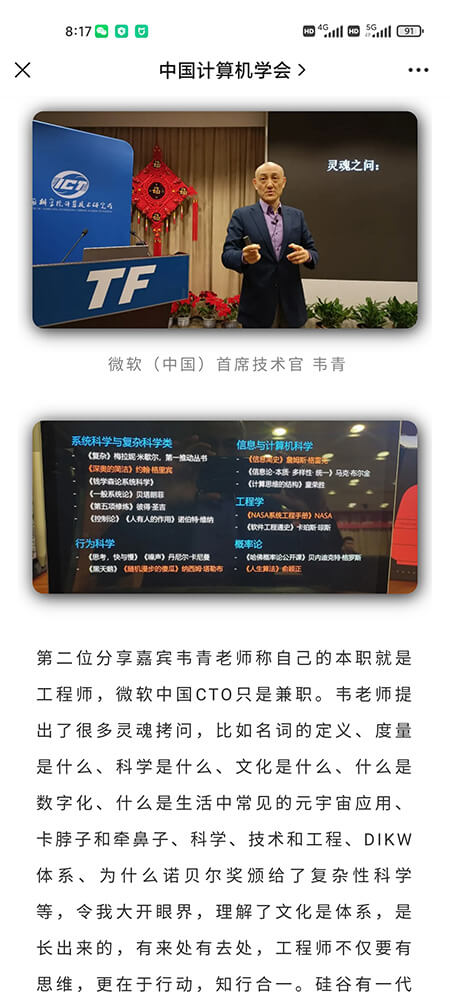 8:17
HD 4G HD 5G 91
中国计算机学会
灵魂之问:
ICT
TF
微软（中国）首席技术官 韦青
系统科学与复杂科学类
《复杂》梅拉妮·米歇尔，第一推动丛书
《深奥的简洁》约翰·格里宾
《钱学森论系统科学》
《一般系统论》贝塔朗菲
《第五项修炼》彼得·圣吉
《控制论》《人有人的作用》诺伯特·维纳
行为科学
《思考，快与慢》《噪声》丹尼尔·卡尼曼
《黑天鹅》《随机漫步的傻瓜》纳西姆·塔勒布
信息与计算机科学
《信息简史》詹姆斯·格雷克
《信息论·本质·多样性·统一》马克·布尔金
《计算思维的结构》董荣胜
工程学
《NASA系统工程手册》NASA
《软件工程通史》卡珀斯·琼斯
概率论
《哈佛概率论公开课》贝内迪克特·格罗斯
《人生算法》喻颖正
第二位分享嘉宾韦青老师称自己的本职就是
工程师，微软中国CTO只是兼职。韦老师提
出了很多灵魂拷问，比如名词的定义、度量
是什么、科学是什么、文化是什么、什么是
数字化、什么是生活中常见的元宇宙应用、
卡脖子和牵鼻子、科学、技术和工程、DIKW
体系、为什么诺贝尔奖颁给了复杂性科学
等，令我大开眼界，理解了文化是体系，是
长出来的，有来处有去处，工程师不仅要有
思维，更在于行动，知行合一。硅谷有一代